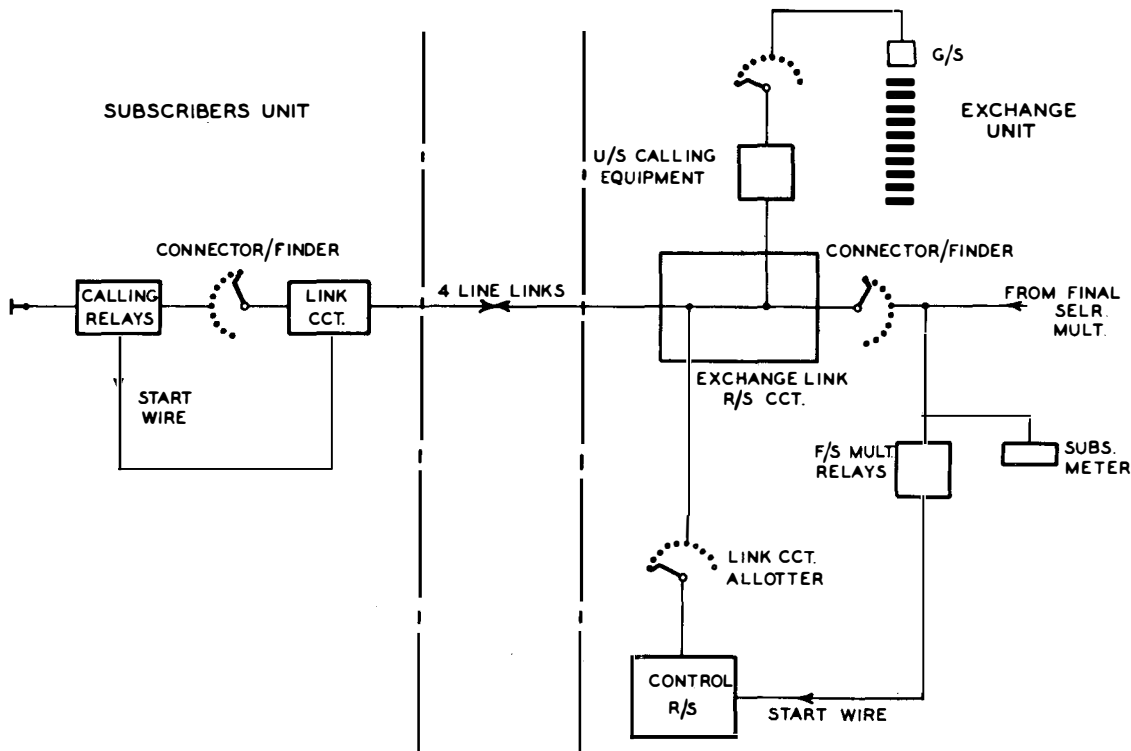 SUBSCRIBERS UNIT
G/S
EXCHANGE
UNIT
U/S CALLING
EQUIPMENT
CONNECTOR/FINDER
CONNECTOR/FINDER
CALLING
RELAYS
LINK
CCT.
4 LINE LINKS
FROM FINAL
SELR.
MULT.
START
WIRE
EXCHANGE LINK
R/S CCT.
F/S MULT.
RELAYS
SUBS.
METER
LINK CCT.
ALLOTTER
CONTROL
R/S
START WIRE